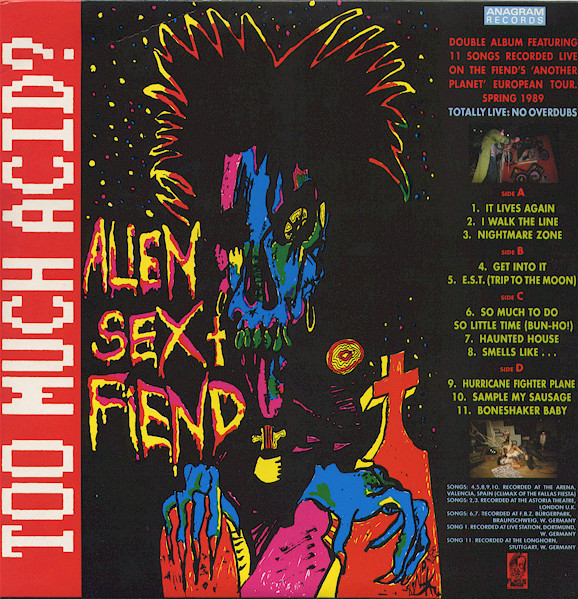 TOO MUCH ACID?
ALIEN
SEX
FIEND
ANAGRAM
RECORDS
DOUBLE ALBUM FEATURING
11 SONGS RECORDED LIVE
ON THE FIEND'S 'ANOTHER
PLANET' EUROPEAN TOUR.
SPRING 1989
TOTALLY LIVE: NO OVERDUBS
SIDE A
1. IT LIVES AGAIN
2. I WALK THE LINE
3. NIGHTMARE ZONE
SIDE B
4. GET INTO IT
5. E.S.T. (TRIP TO THE MOON)
SIDE C
6. SO MUCH TO DO
SO LITTLE TIME (BUN-HO!)
7. HAUNTED HOUSE
8. SMELLS LIKE . . .
SIDE D
9. HURRICANE FIGHTER PLANE
10. SAMPLE MY SAUSAGE
11. BONESHAKER BABY
SONGS: 4,5,8,9,10. RECORDED AT THE ARENA,
VALENCIA, SPAIN (CLIMAX OF THE FALLAS FIESTA)
SONGS: 2,3. RECORDED AT THE ASTORIA THEATRE,
LONDON U.K.
SONGS: 6,7. TECORDED AT F.B.Z. BÜRGERPARK,
BRAUNSCHWEIG, W. GERMANY
SONG 1. RECORDED AT LIVE STATION, DORTMUND,
W. GERMANY
SONG 11. RECORDED AT THE LONGHORN,
STUTTGART, W. GERMANY